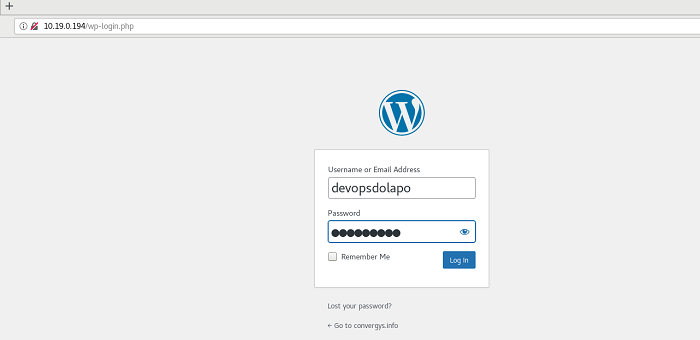 +
10.19.0.194/wp-login.php
Username or Email Address
devopsdolapo
Password
●●●●●●●●●
Remember Me
Log In
Lost your password?
← Go to convergys.info